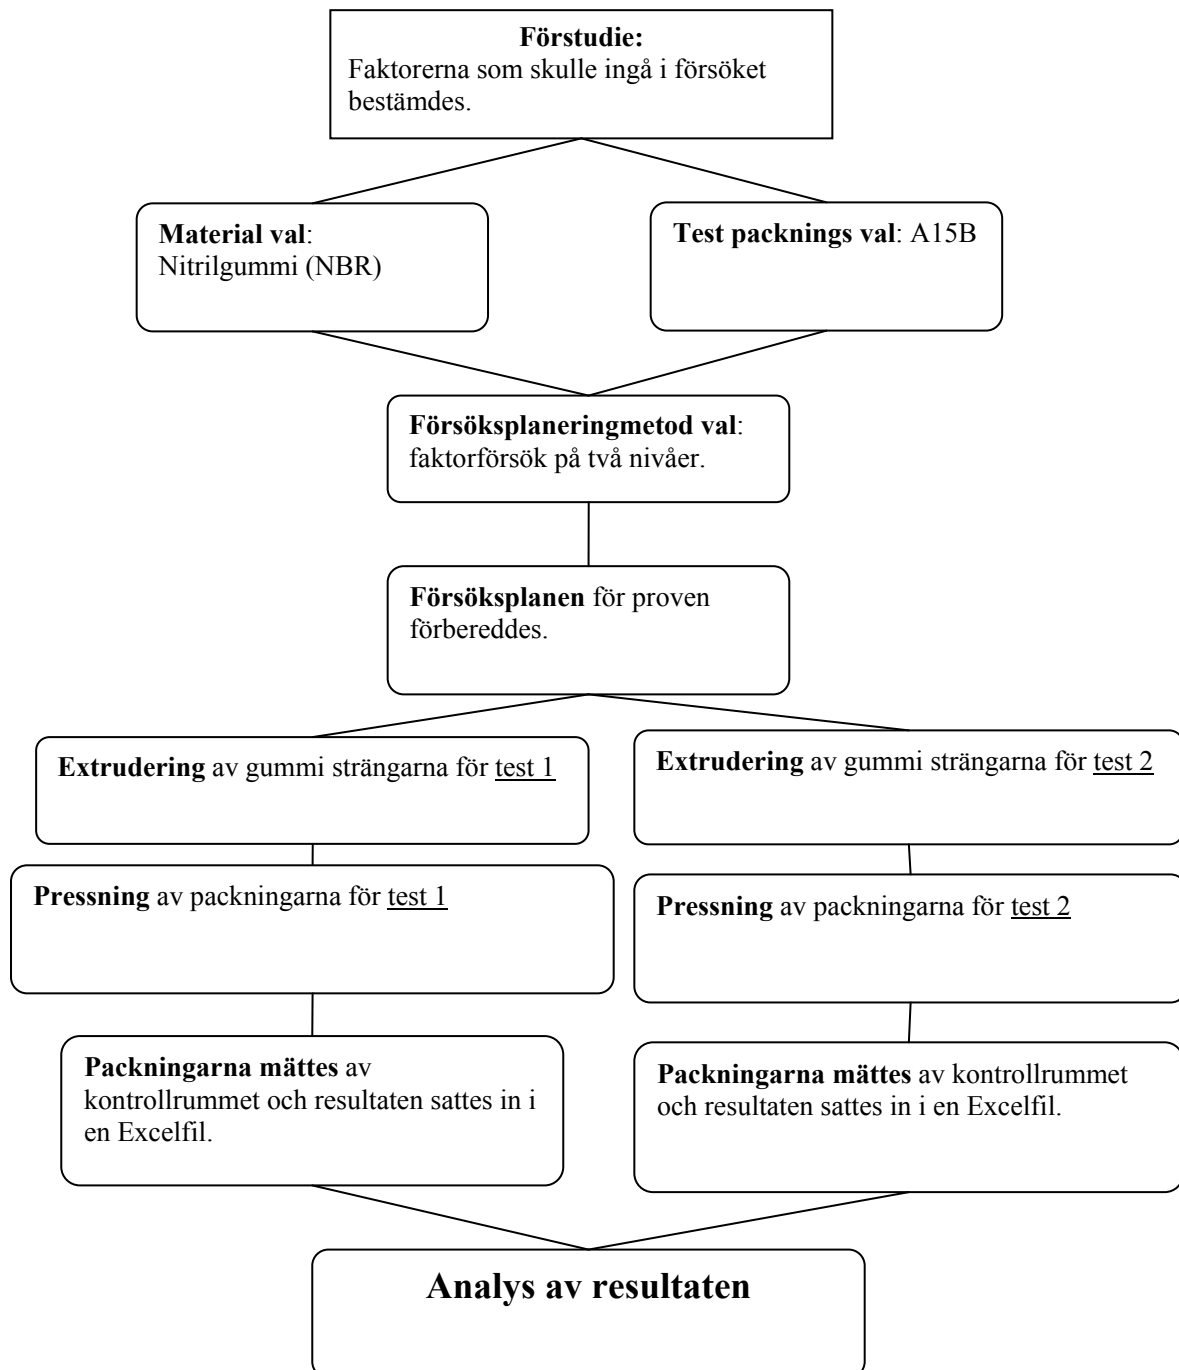 Förstudie:
Faktorerna som skulle ingå i försöket
bestämdes.
Material val:
Nitrilgummi (NBR)
Test packnings val: A15B
Försöksplaneringmetod val:
faktorförsök på två nivåer.
Försöksplanen för proven
förbereddes.
Extrudering av gummi strängarna för test 1
Extrudering av gummi strängarna för test 2
Pressning av packningarna för test 1
Pressning av packningarna för test 2
Packningarna mättes av
kontrollrummet och resultaten sattes in i
en Excelfil.
Packningarna mättes av kontrollrummet
och resultaten sattes in i en Excelfil.
Analys av resultaten